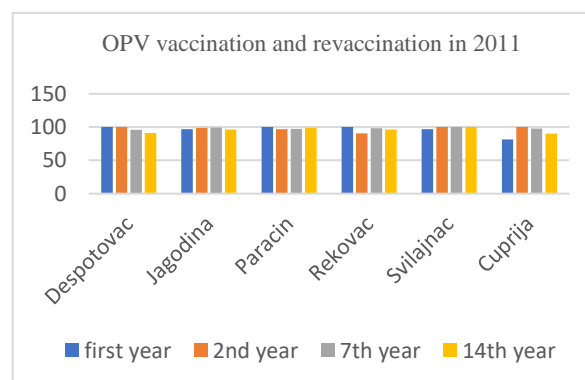 OPV vaccination and revaccination in 2011
150
100
50
0
Despotovac
Jagodina
Paracin
Rekovac
Svilajnac
Cuprija
first year
2nd year
7th year
14th year